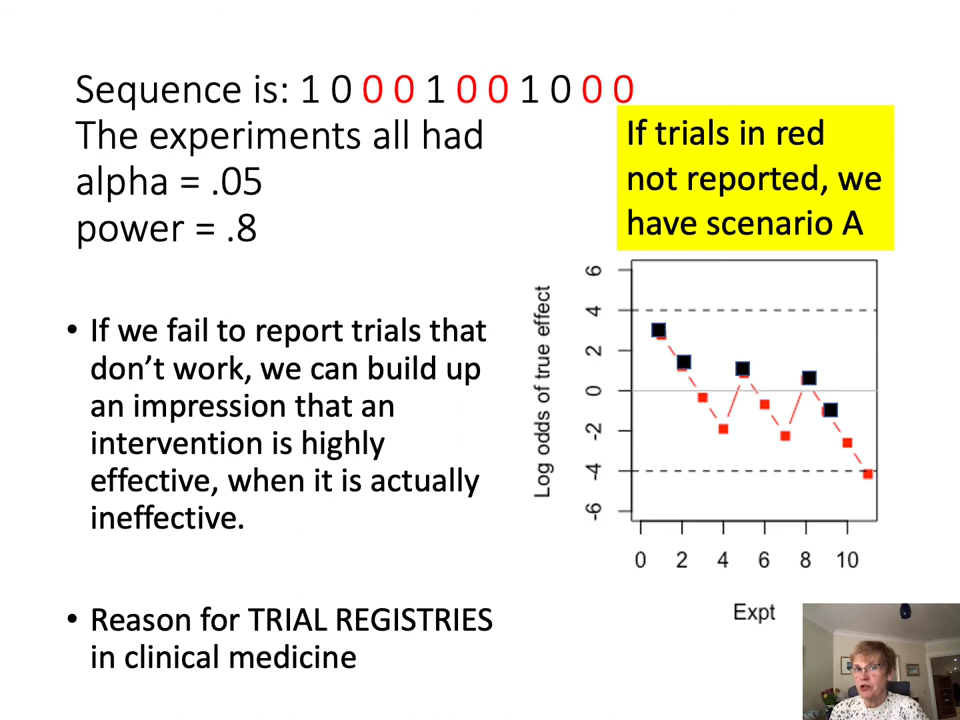 Sequence is: 1 0 0 0 1 0 0 1 0 0 0
The experiments all had
alpha = .05
power = .8
If trials in red
not reported, we
have scenario A
• If we fail to report trials that
don’t work, we can build up
an impression that an
intervention is highly
effective, when it is actually
ineffective.
• Reason for TRIAL REGISTRIES
in clinical medicine
Log odds of true effect
6
4
2
0
-2
-4
-6
0 2 4 6 8 10
Expt